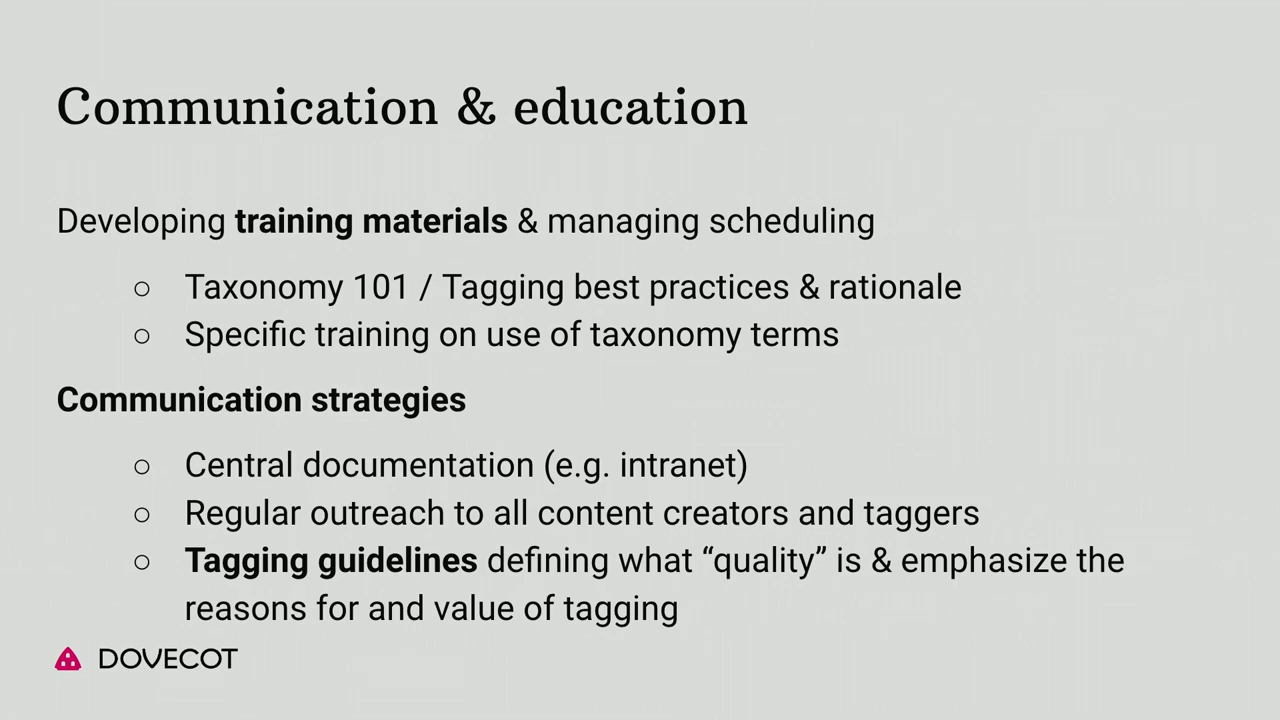 Communication & education
Developing training materials & managing scheduling
○ Taxonomy 101 / Tagging best practices & rationale
○ Specific training on use of taxonomy terms
Communication strategies
○ Central documentation (e.g. intranet)
○ Regular outreach to all content creators and taggers
○ Tagging guidelines defining what “quality” is & emphasize the
reasons for and value of tagging
DOVECOT